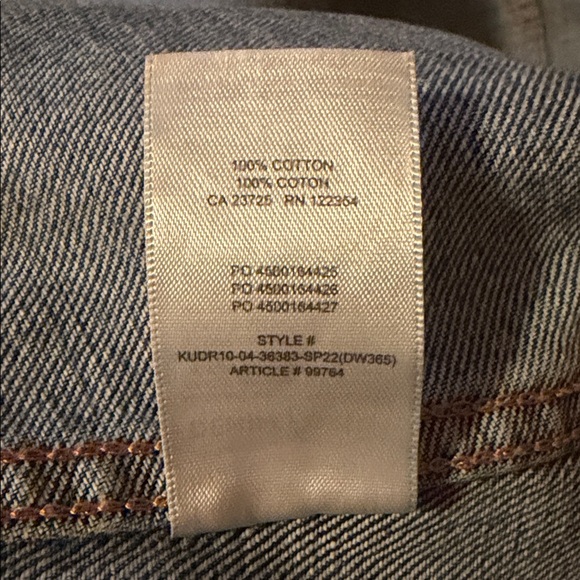 100% COTTON
100% COTON
CA 23725 RN 122354
PO 4500164425
PO 4500164426
PO 4500164427
STYLE #
KUDR10-04-36383-SP22(DW365)
ARTICLE # 99764